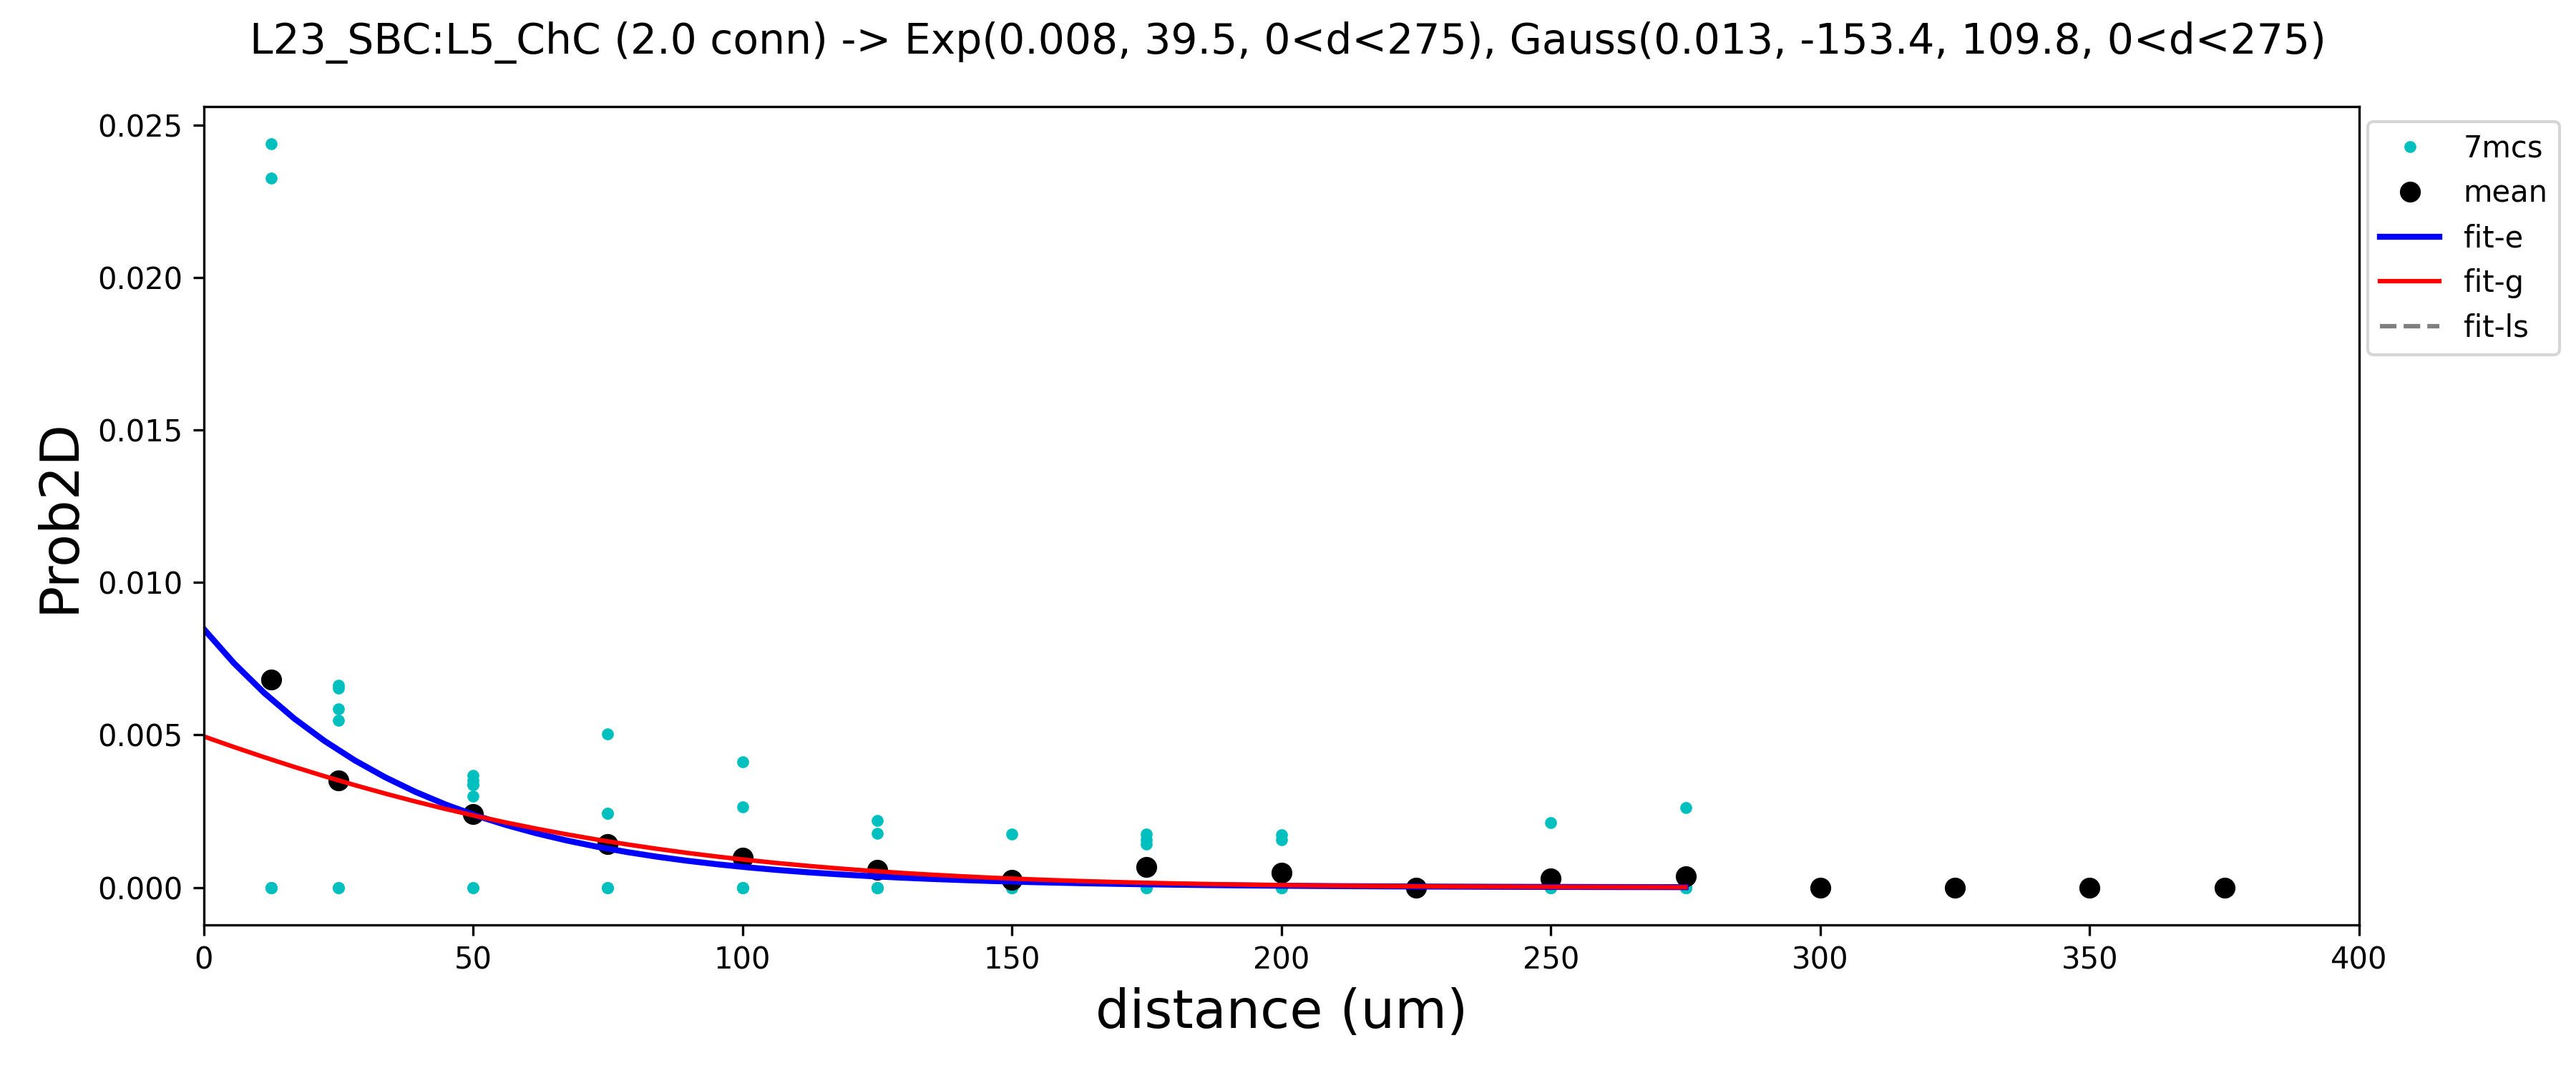 L23_SBC:L5_ChC (2.0 conn) -> Exp(0.008, 39.5, 0<d<275), Gauss(0.013, -153.4, 109.8, 0<d<275)
0.025
0.020
0.015
0.010
0.005
0.000
Prob2D
0 50 100 150 200 250 300 350 400
distance (um)
7mcs
mean
fit-e
fit-g
fit-ls